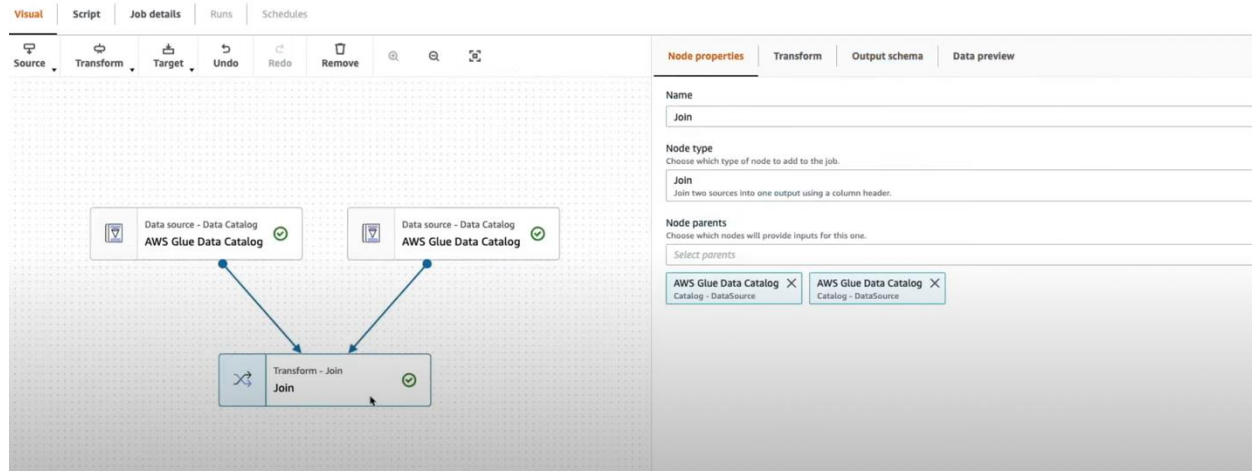 Visual Script Job details Runs Schedules
Source Transform Target Undo Redo Remove
Node properties Transform Output schema Data preview
Name
Join
Node type
Choose which type of node to add to the job.
Join
Join two sources into one output using a column header.
Node parents
Choose which nodes will provide inputs for this one.
Select parents
AWS Glue Data Catalog AWS Glue Data Catalog
Catalog - DataSource Catalog - DataSource
Data source - Data Catalog Data source - Data Catalog
AWS Glue Data Catalog AWS Glue Data Catalog
Transform - Join
Join